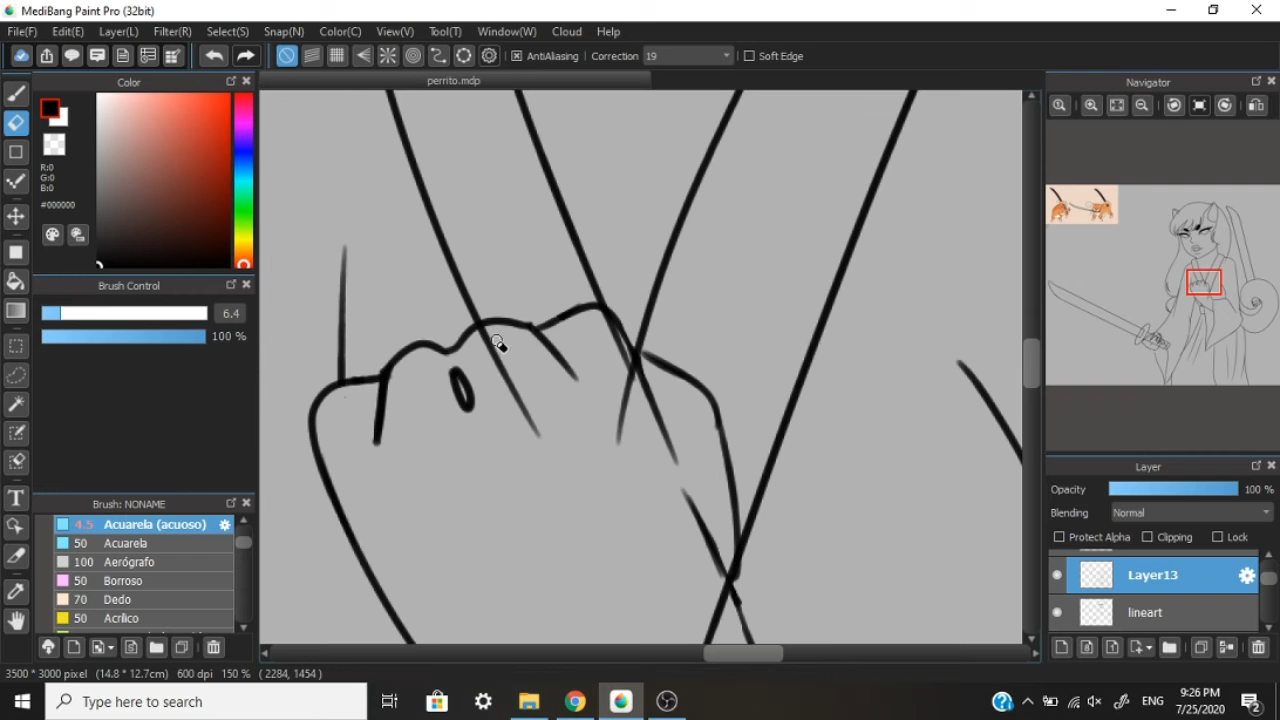 MediBang Paint Pro (32bit)
File(F) Edit(E) Layer(L) Filter(R) Select(S) Snap(N) Color(C) View(V) Tool(T) Window(W) Cloud Help
AntiAliasing Correction 19 Soft Edge
Color
perrito.mdp
Navigator
R:0
G:0
B:0
#000000
Brush Control
6.4
100 %
Brush: NONAME
4.5 Acuarela (acuoso)
50 Acuarela
100 Aerógrafo
50 Borroso
70 Dedo
50 Acrílico
Layer
Opacity 100 %
Blending Normal
Protect Alpha Clipping Lock
Layer13
lineart
3500 * 3000 pixel (14.8 * 12.7cm) 600 dpi 150 % ( 2284, 1454 )
Type here to search
ENG
9:26 PM
7/25/2020
2